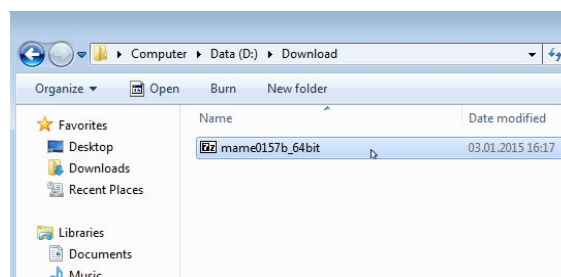 Computer ▸ Data (D:) ▸ Download
Organize ▾ Open Burn New folder
Name Date modified
Favorites
Desktop
Downloads
Recent Places
Libraries
Documents
Music
mame0157b_64bit 03.01.2015 16:17